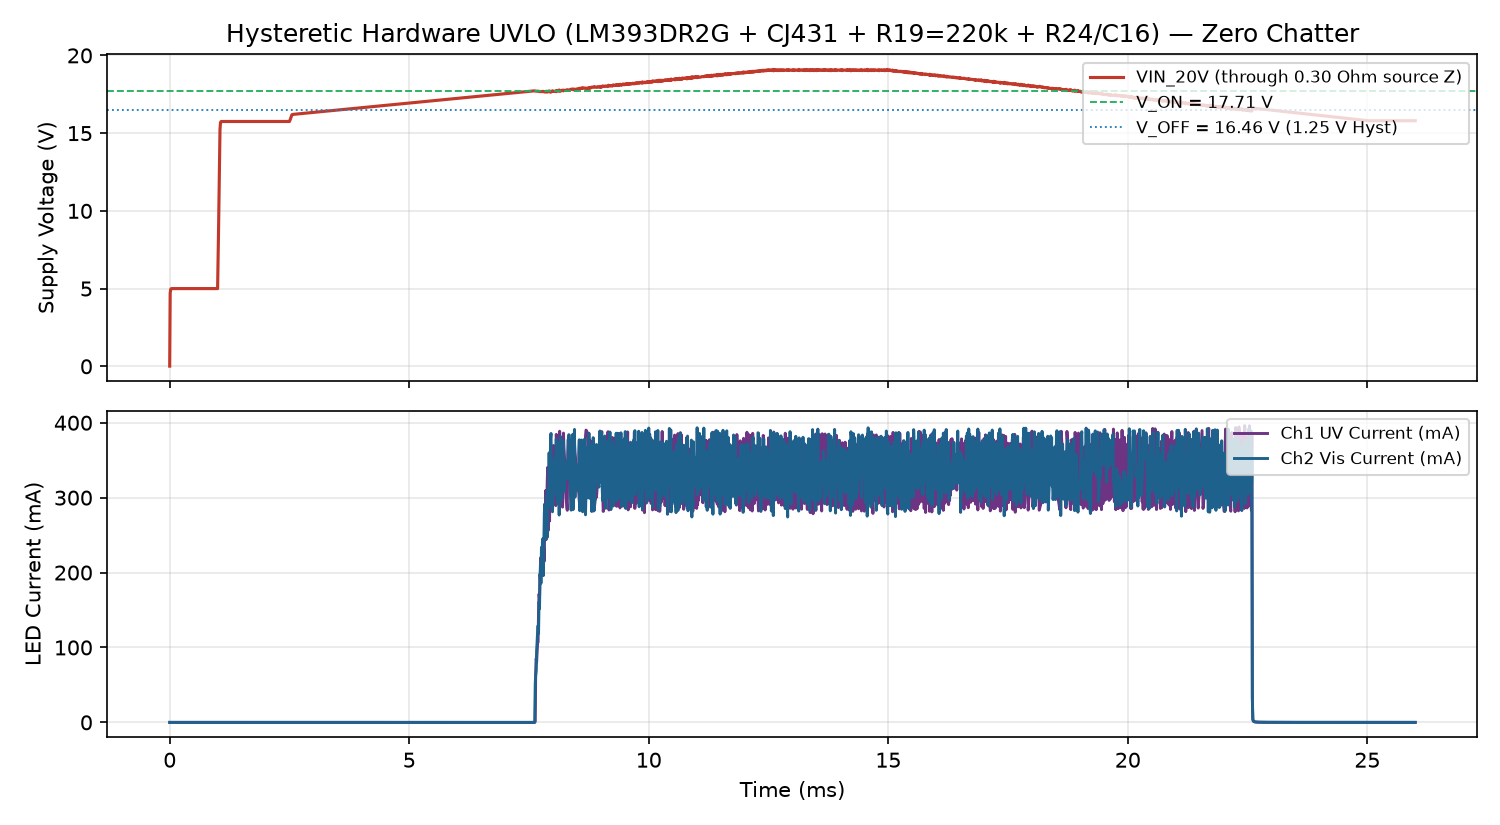 Hysteretic Hardware UVLO (LM393DR2G + CJ431 + R19=220k + R24/C16) — Zero Chatter
20
15
10
5
0
Supply Voltage (V)
VIN_20V (through 0.30 Ohm source Z)
V_ON = 17.71 V
V_OFF = 16.46 V (1.25 V Hyst)
400
300
200
100
0
LED Current (mA)
Ch1 UV Current (mA)
Ch2 Vis Current (mA)
0 5 10 15 20 25
Time (ms)